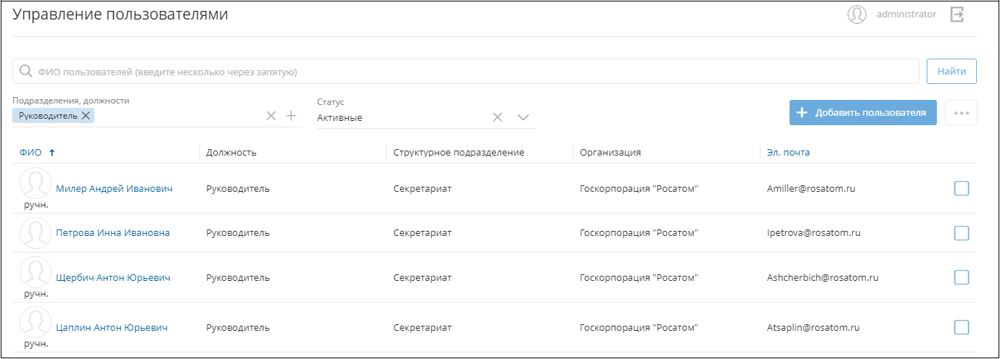 Управление пользователями
administrator
ФИО пользователей (введите несколько через запятую)
Найти
Подразделения, должности
Статус
Руководитель
Активные
Добавить пользователя
ФИО Должность Структурное подразделение Организация Эл. почта
Милер Андрей Иванович Руководитель Секретариат Госкорпорация "Росатом" Amiller@rosatom.ru
ручн.
Петрова Инна Ивановна Руководитель Секретариат Госкорпорация "Росатом" Ipetrova@rosatom.ru
Щербич Антон Юрьевич Руководитель Секретариат Госкорпорация "Росатом" Ashcherbich@rosatom.ru
ручн.
Цаплин Антон Юрьевич Руководитель Секретариат Госкорпорация "Росатом" Atsaplin@rosatom.ru
ручн.